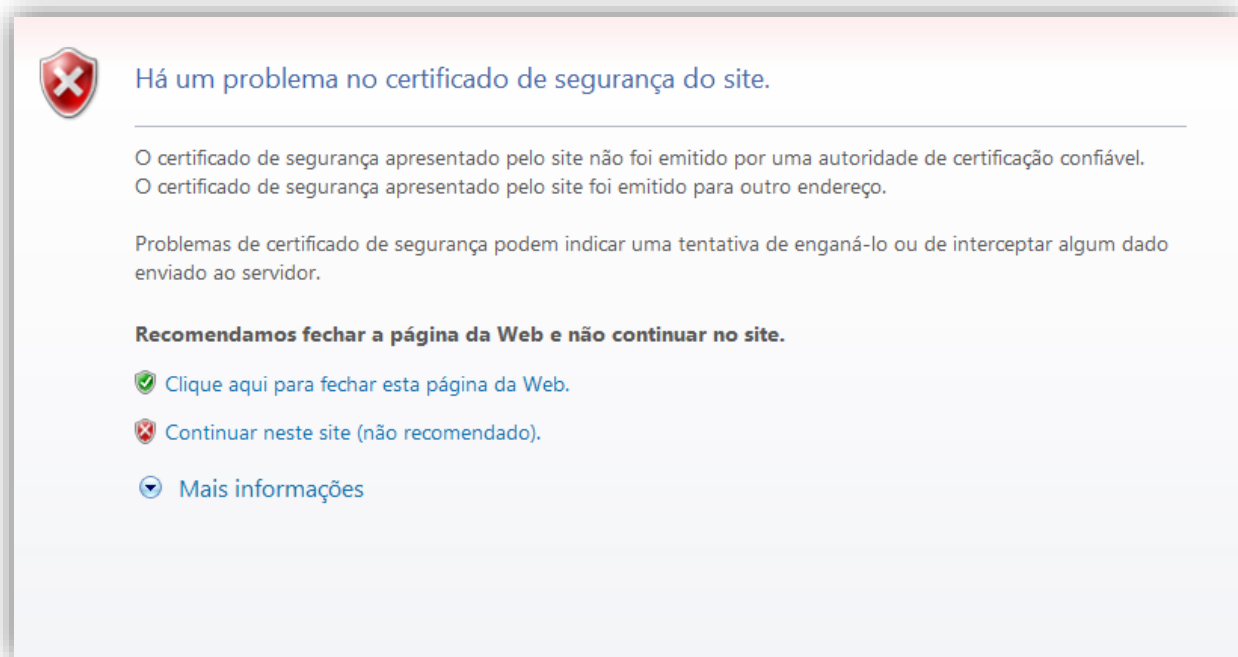 Há um problema no certificado de segurança do site.
O certificado de segurança apresentado pelo site não foi emitido por uma autoridade de certificação confiável.
O certificado de segurança apresentado pelo site foi emitido para outro endereço.
Problemas de certificado de segurança podem indicar uma tentativa de enganá-lo ou de interceptar algum dado
enviado ao servidor.
Recomendamos fechar a página da Web e não continuar no site.
Clique aqui para fechar esta página da Web.
Continuar neste site (não recomendado).
Mais informações